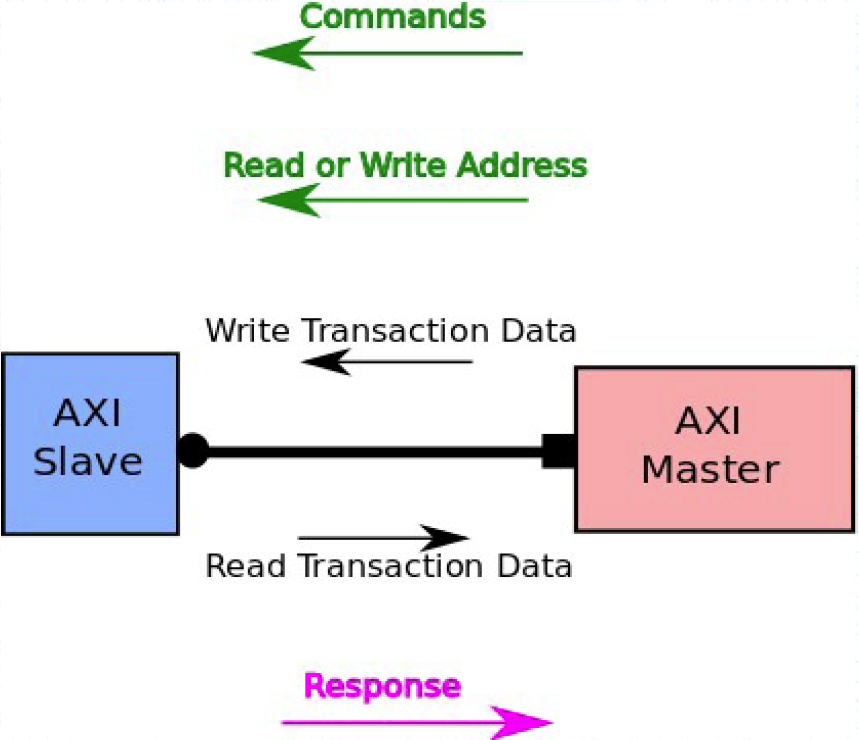 Commands
Read or Write Address
Write Transaction Data
AXI
Slave
AXI
Master
Read Transaction Data
Response